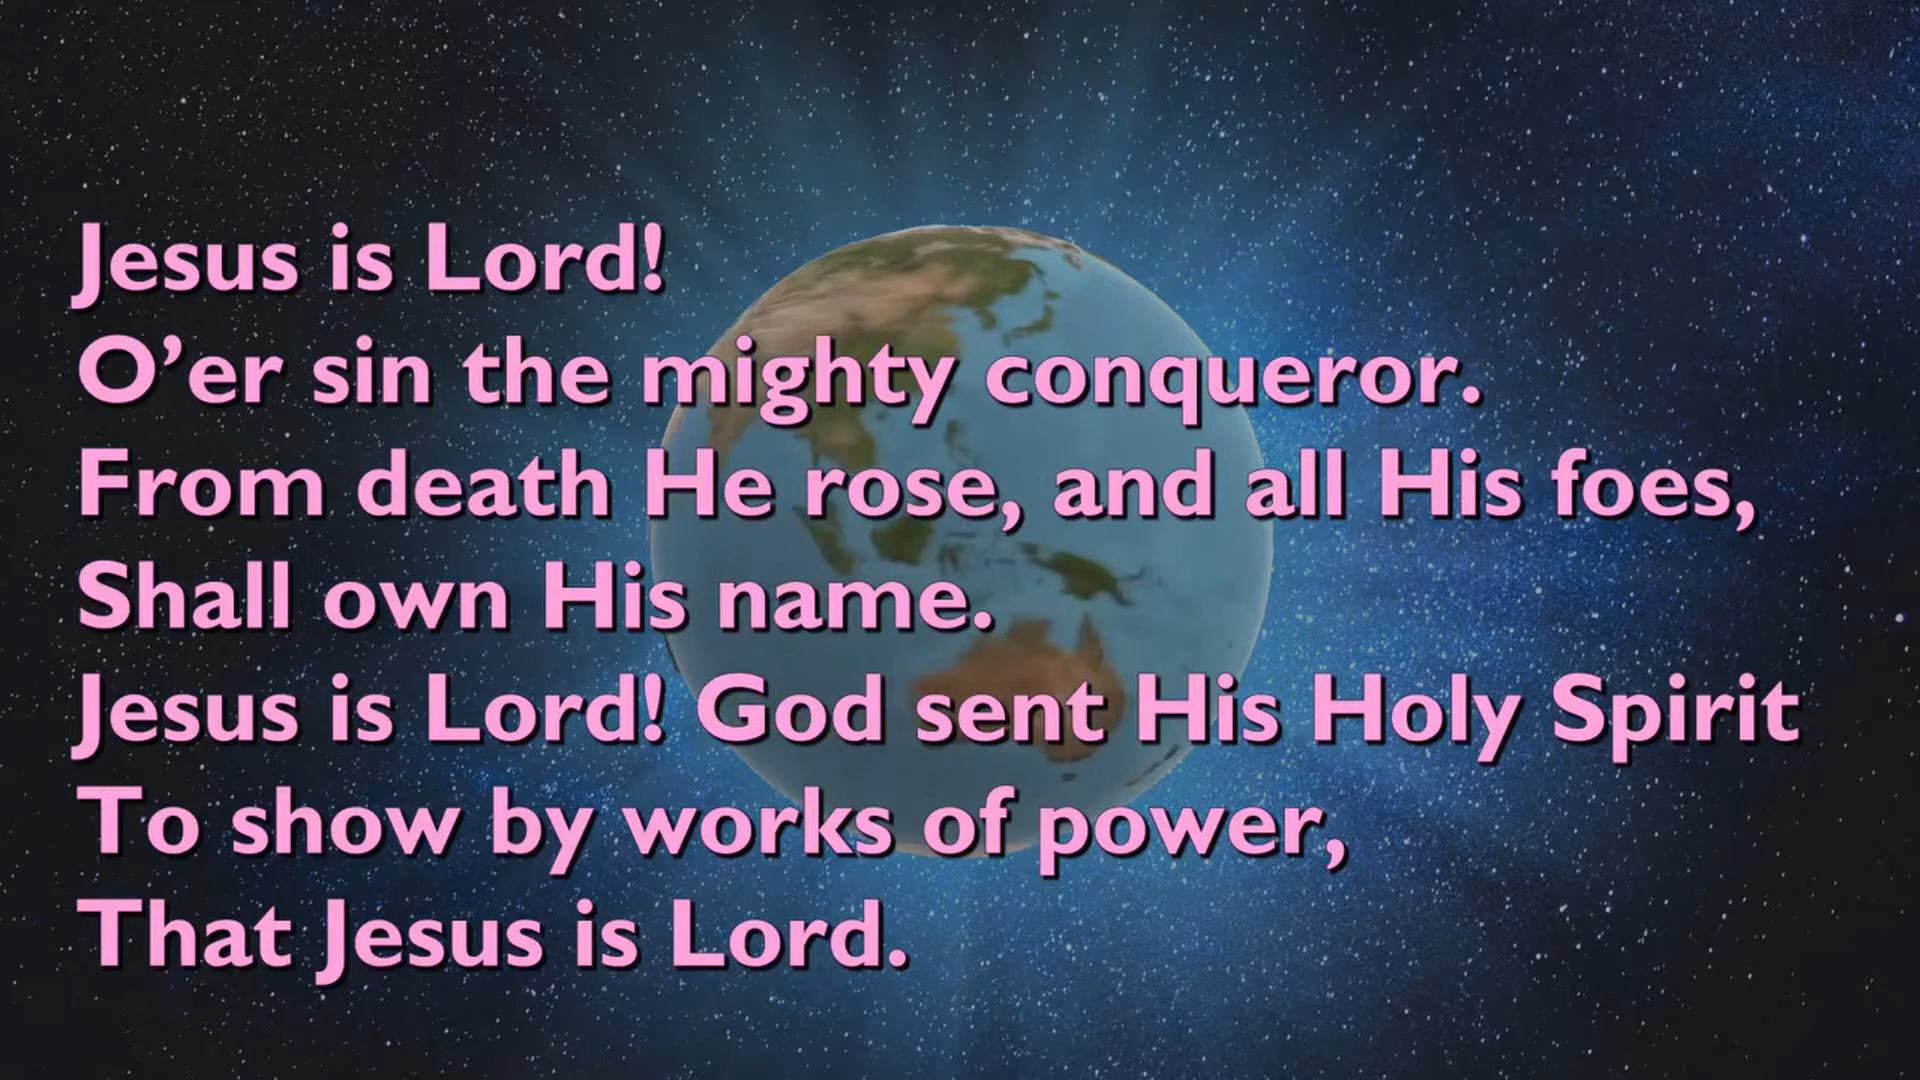 Jesus is Lord!
O’er sin the mighty conqueror.
From death He rose, and all His foes,
Shall own His name.
Jesus is Lord! God sent His Holy Spirit
To show by works of power,
That Jesus is Lord.